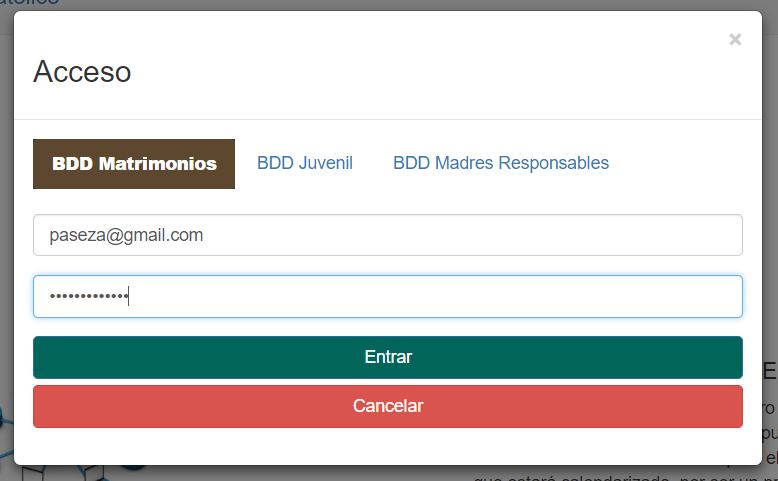 ×
Acceso
BDD Matrimonios BDD Juvenil BDD Madres Responsables
paseza@gmail.com
•••••••••••••
Entrar
Cancelar